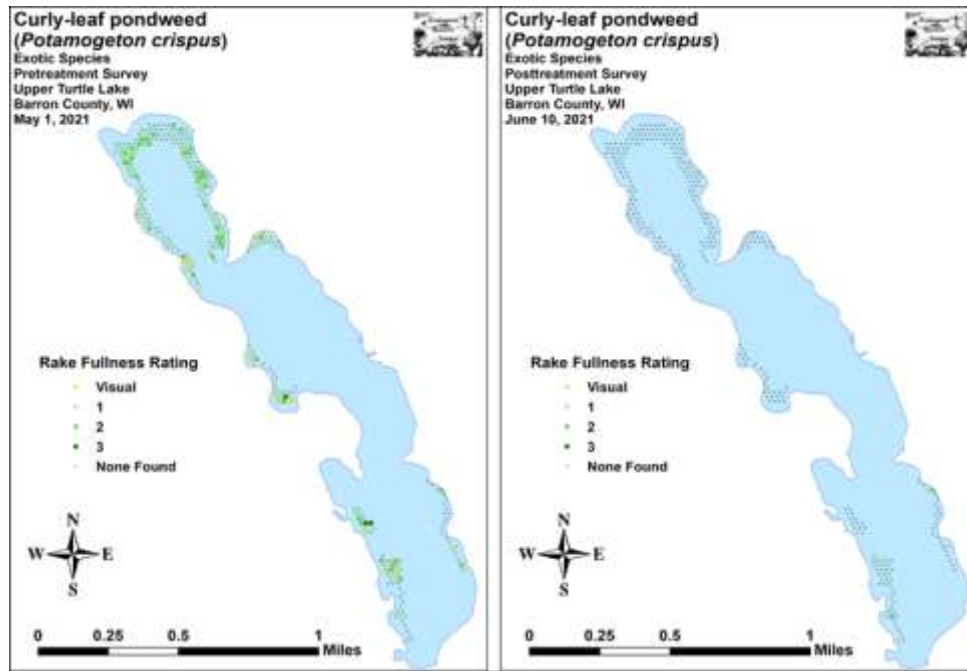 Curly-leaf pondweed
(Potamogeton crispus)
Exotic Species
Pretreatment Survey
Upper Turtle Lake
Barron County, WI
May 1, 2021
Rake Fullness Rating
Visual
1
2
3
None Found
N
W E
S
0 0.25 0.5 1
Miles
Curly-leaf pondweed
(Potamogeton crispus)
Exotic Species
Posttreatment Survey
Upper Turtle Lake
Barron County, WI
June 10, 2021
Rake Fullness Rating
Visual
1
2
3
None Found
N
W E
S
0 0.25 0.5 1
Miles